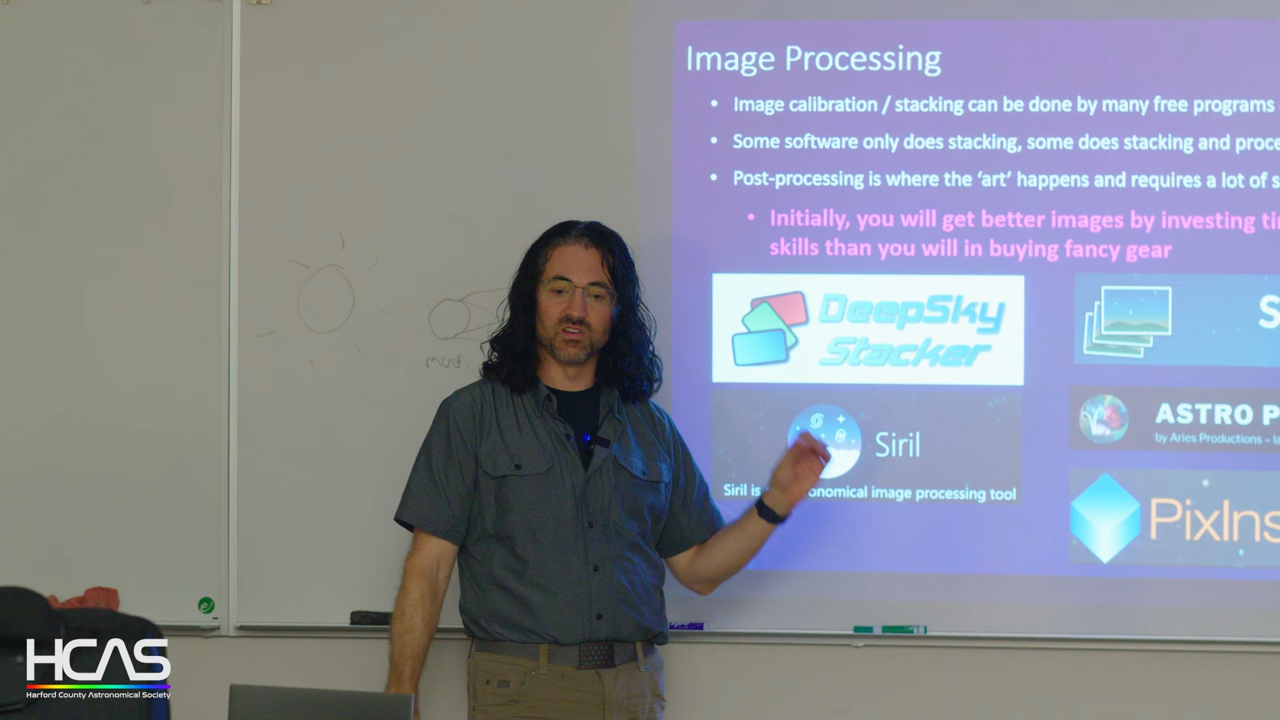 Image Processing
• Image calibration / stacking can be done by many free programs
• Some software only does stacking, some does stacking and proce
• Post-processing is where the ‘art’ happens and requires a lot of s
• Initially, you will get better images by investing ti
skills than you will in buying fancy gear
DeepSky
Stacker
S
Siril
Siril is onomical image processing tool
ASTRO P
by Aries Productions – la
PixIns
moon
HCAS
Harford County Astronomical Society